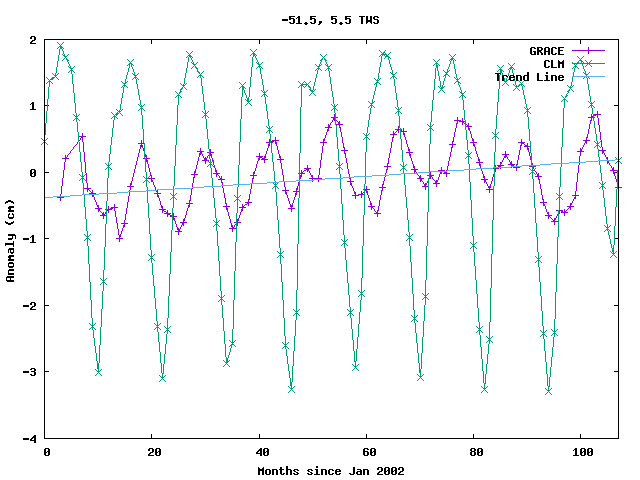 -51.5, 5.5 TWS
GRACE
CLM
Trend Line
2
1
0
-1
-2
-3
-4
Anomaly (cm)
0 20 40 60 80 100
Months since Jan 2002